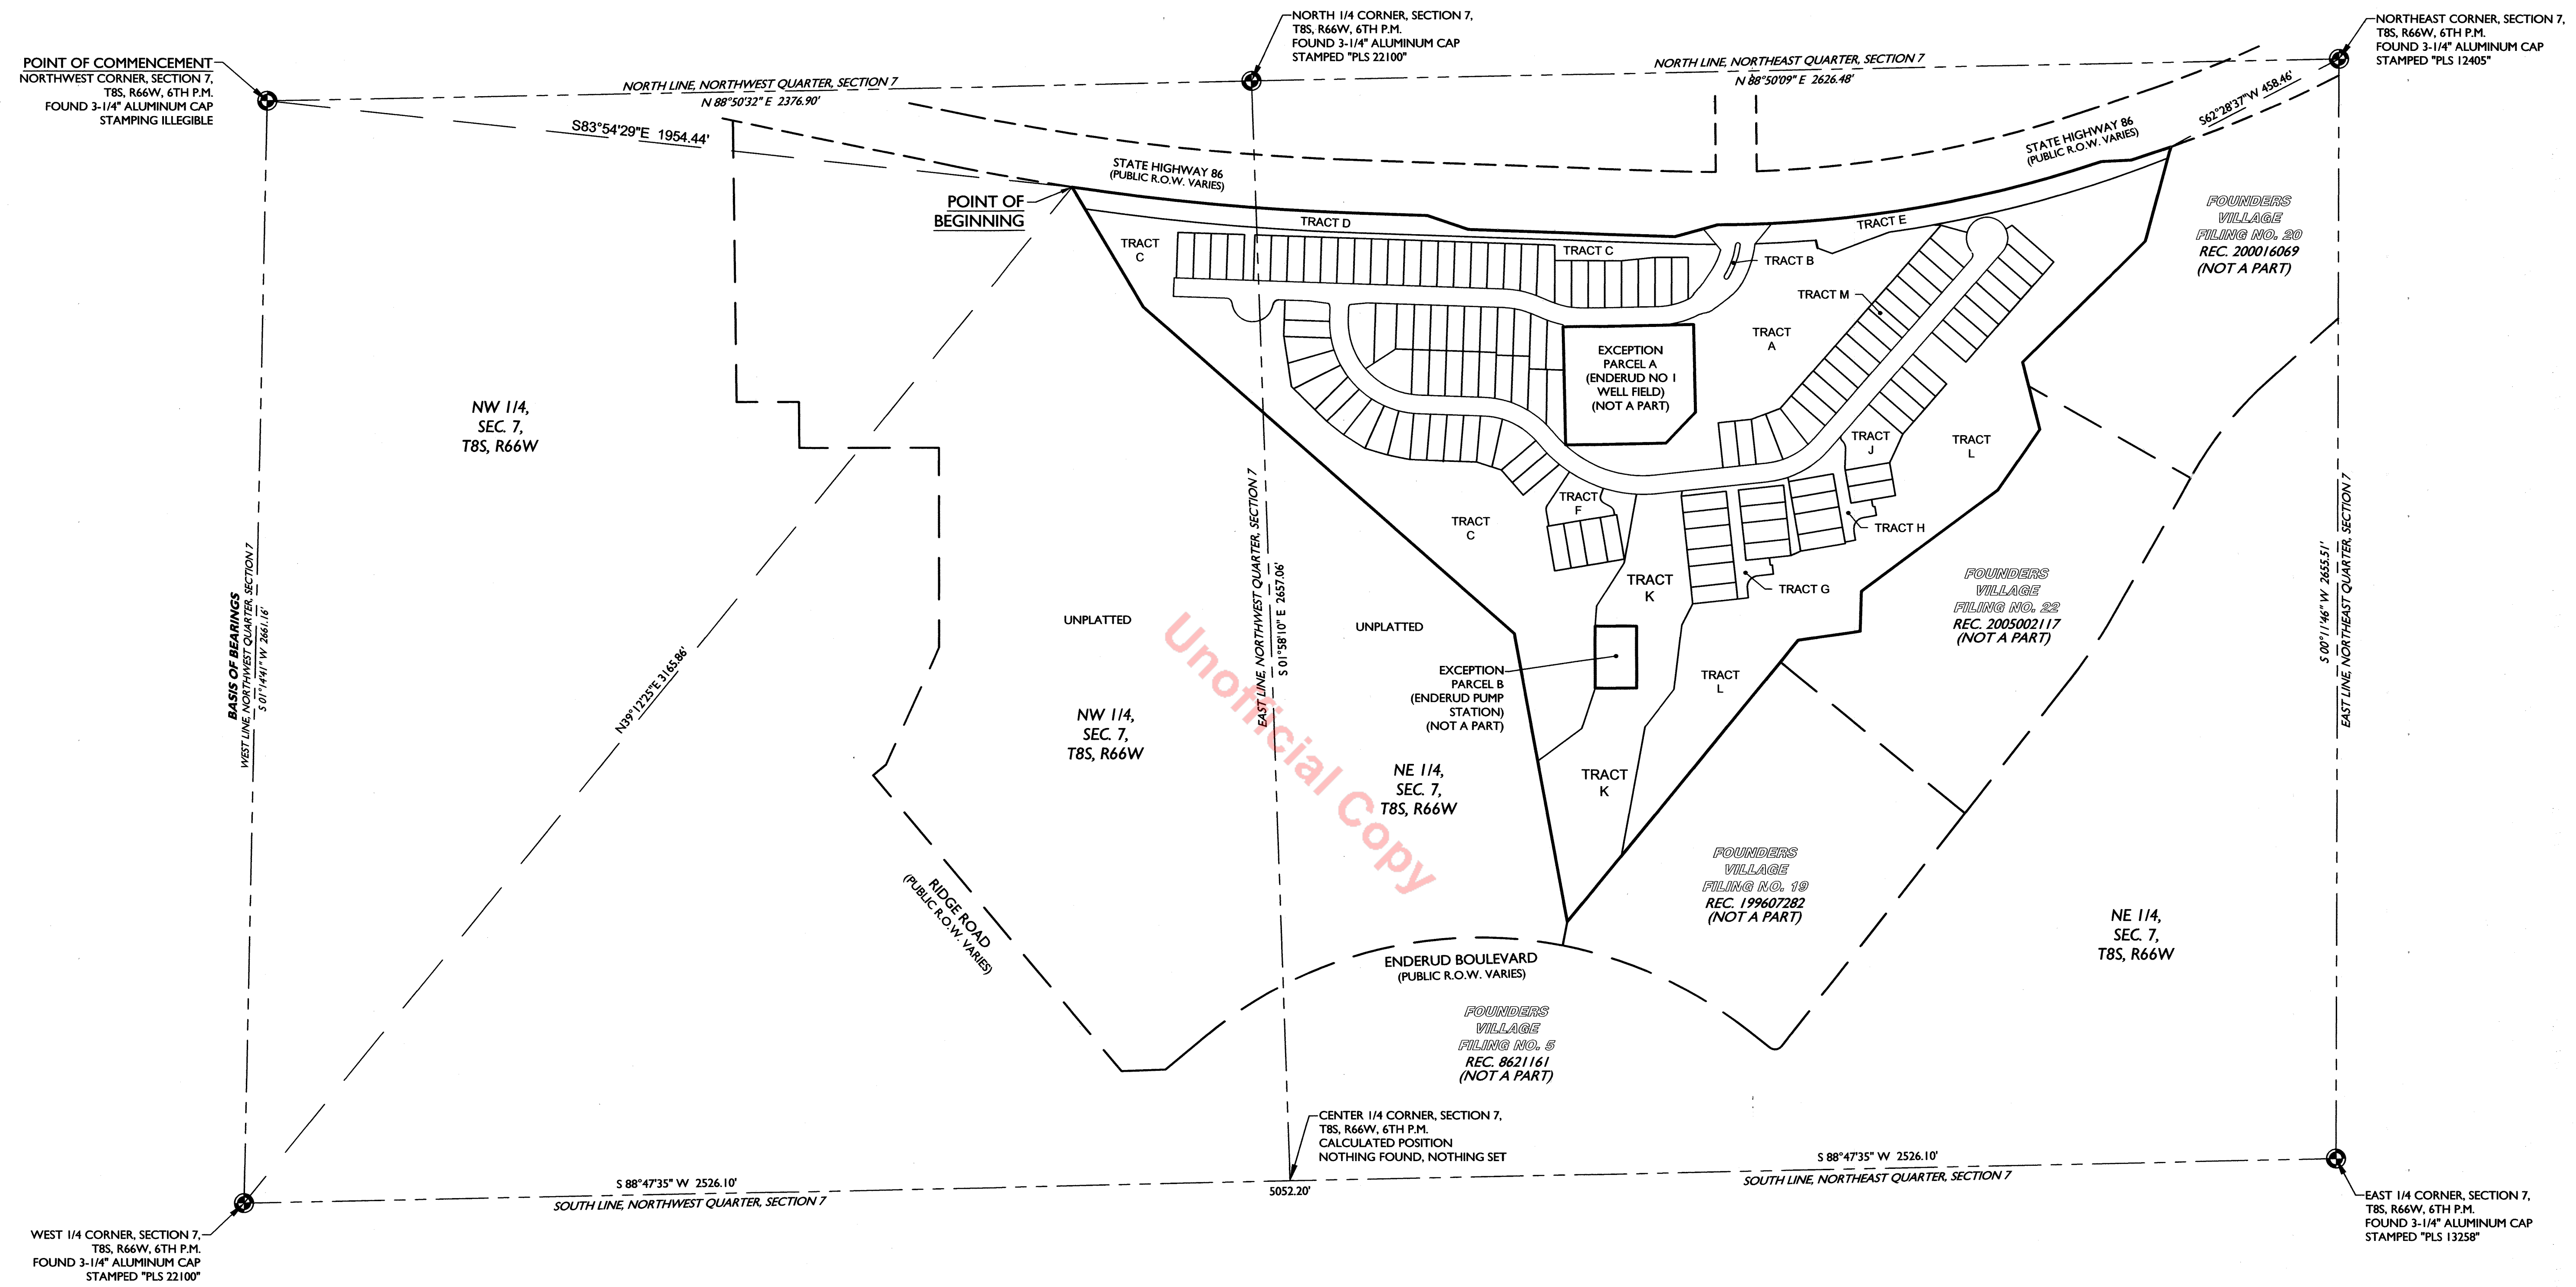 POINT OF COMMENCEMENT
NORTHWEST CORNER, SECTION 7,
T8S, R66W, 6TH P.M.
FOUND 3-1/4" ALUMINUM CAP
STAMPING ILLEGIBLE
NORTH 1/4 CORNER, SECTION 7,
T8S, R66W, 6TH P.M.
FOUND 3-1/4" ALUMINUM CAP
STAMPED "PLS 22100"
NORTHEAST CORNER, SECTION 7,
T8S, R66W, 6TH P.M.
FOUND 3-1/4" ALUMINUM CAP
STAMPED "PLS 12405"
NORTH LINE, NORTHWEST QUARTER, SECTION 7
N 88°50'32" E 2376.90'
NORTH LINE, NORTHEAST QUARTER, SECTION 7
N 88°50'09" E 2626.48'
S83°54'29"E 1954.44'
S62°28'37"W 458.46'
STATE HIGHWAY 86
(PUBLIC R.O.W. VARIES)
STATE HIGHWAY 86
(PUBLIC R.O.W. VARIES)
POINT OF
BEGINNING
FOUNDERS
VILLAGE
FILING NO. 20
REC. 200016069
(NOT A PART)
TRACT D
TRACT E
TRACT
C
TRACT C
TRACT B
TRACT M
TRACT
A
EXCEPTION
PARCEL A
(ENDERUD NO 1
WELL FIELD)
(NOT A PART)
NW 1/4,
SEC. 7,
T8S, R66W
TRACT
J
TRACT
L
TRACT
F
TRACT
C
TRACT H
TRACT
K
TRACT G
FOUNDERS
VILLAGE
FILING NO. 22
REC. 2005002117
(NOT A PART)
BASIS OF BEARINGS
WEST LINE, NORTHWEST QUARTER, SECTION 7
S 01°14'41" W 2661.16'
N39°12'25"E 3165.86'
EAST LINE, NORTHWEST QUARTER, SECTION 7
S 01°58'10" E 2657.06'
S 00°11'46" W 2655.51'
EAST LINE, NORTHEAST QUARTER, SECTION 7
UNPLATTED
UNPLATTED
Unofficial Copy
EXCEPTION
PARCEL B
(ENDERUD PUMP
STATION)
(NOT A PART)
TRACT
L
NW 1/4,
SEC. 7,
T8S, R66W
NE 1/4,
SEC. 7,
T8S, R66W
TRACT
K
FOUNDERS
VILLAGE
FILING NO. 19
REC. 199607282
(NOT A PART)
RIDGE ROAD
(PUBLIC R.O.W. VARIES)
NE 1/4,
SEC. 7,
T8S, R66W
ENDERUD BOULEVARD
(PUBLIC R.O.W. VARIES)
FOUNDERS
VILLAGE
FILING NO. 5
REC. 8621161
(NOT A PART)
CENTER 1/4 CORNER, SECTION 7,
T8S, R66W, 6TH P.M.
CALCULATED POSITION
NOTHING FOUND, NOTHING SET
S 88°47'35" W 2526.10'
SOUTH LINE, NORTHWEST QUARTER, SECTION 7
5052.20'
S 88°47'35" W 2526.10'
SOUTH LINE, NORTHEAST QUARTER, SECTION 7
WEST 1/4 CORNER, SECTION 7,
T8S, R66W, 6TH P.M.
FOUND 3-1/4" ALUMINUM CAP
STAMPED "PLS 22100"
EAST 1/4 CORNER, SECTION 7,
T8S, R66W, 6TH P.M.
FOUND 3-1/4" ALUMINUM CAP
STAMPED "PLS 13258"